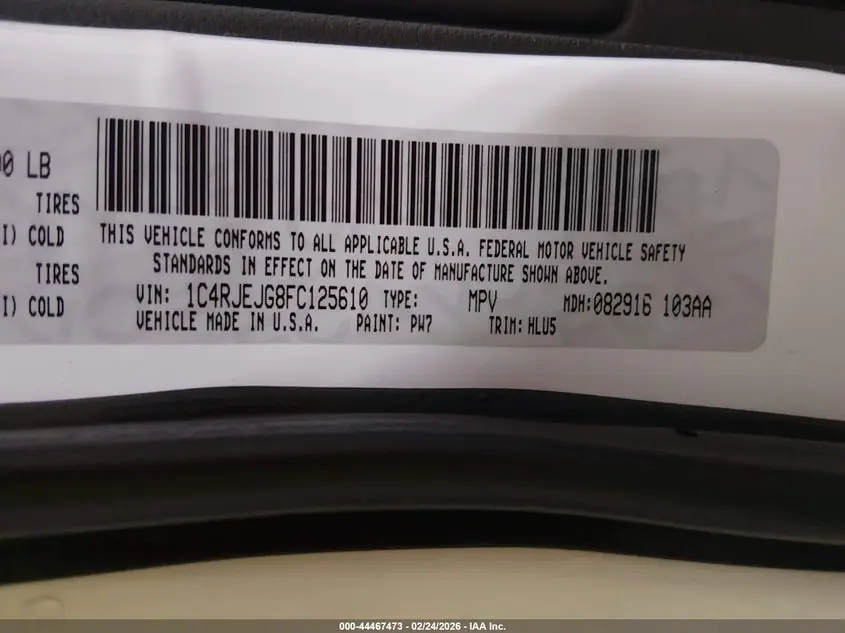 0 LB
TIRES
I) COLD
TIRES
I) COLD
THIS VEHICLE CONFORMS TO ALL APPLICABLE U.S.A. FEDERAL MOTOR VEHICLE SAFETY
STANDARDS IN EFFECT ON THE DATE OF MANUFACTURE SHOWN ABOVE.
VIN: 1C4RJEJG8FC125610 TYPE: MPV MDH:082916 103AA
VEHICLE MADE IN U.S.A. PAINT: PW7 TRIM: HLU5
000-44467473 - 02/24/2026 - IAA Inc.